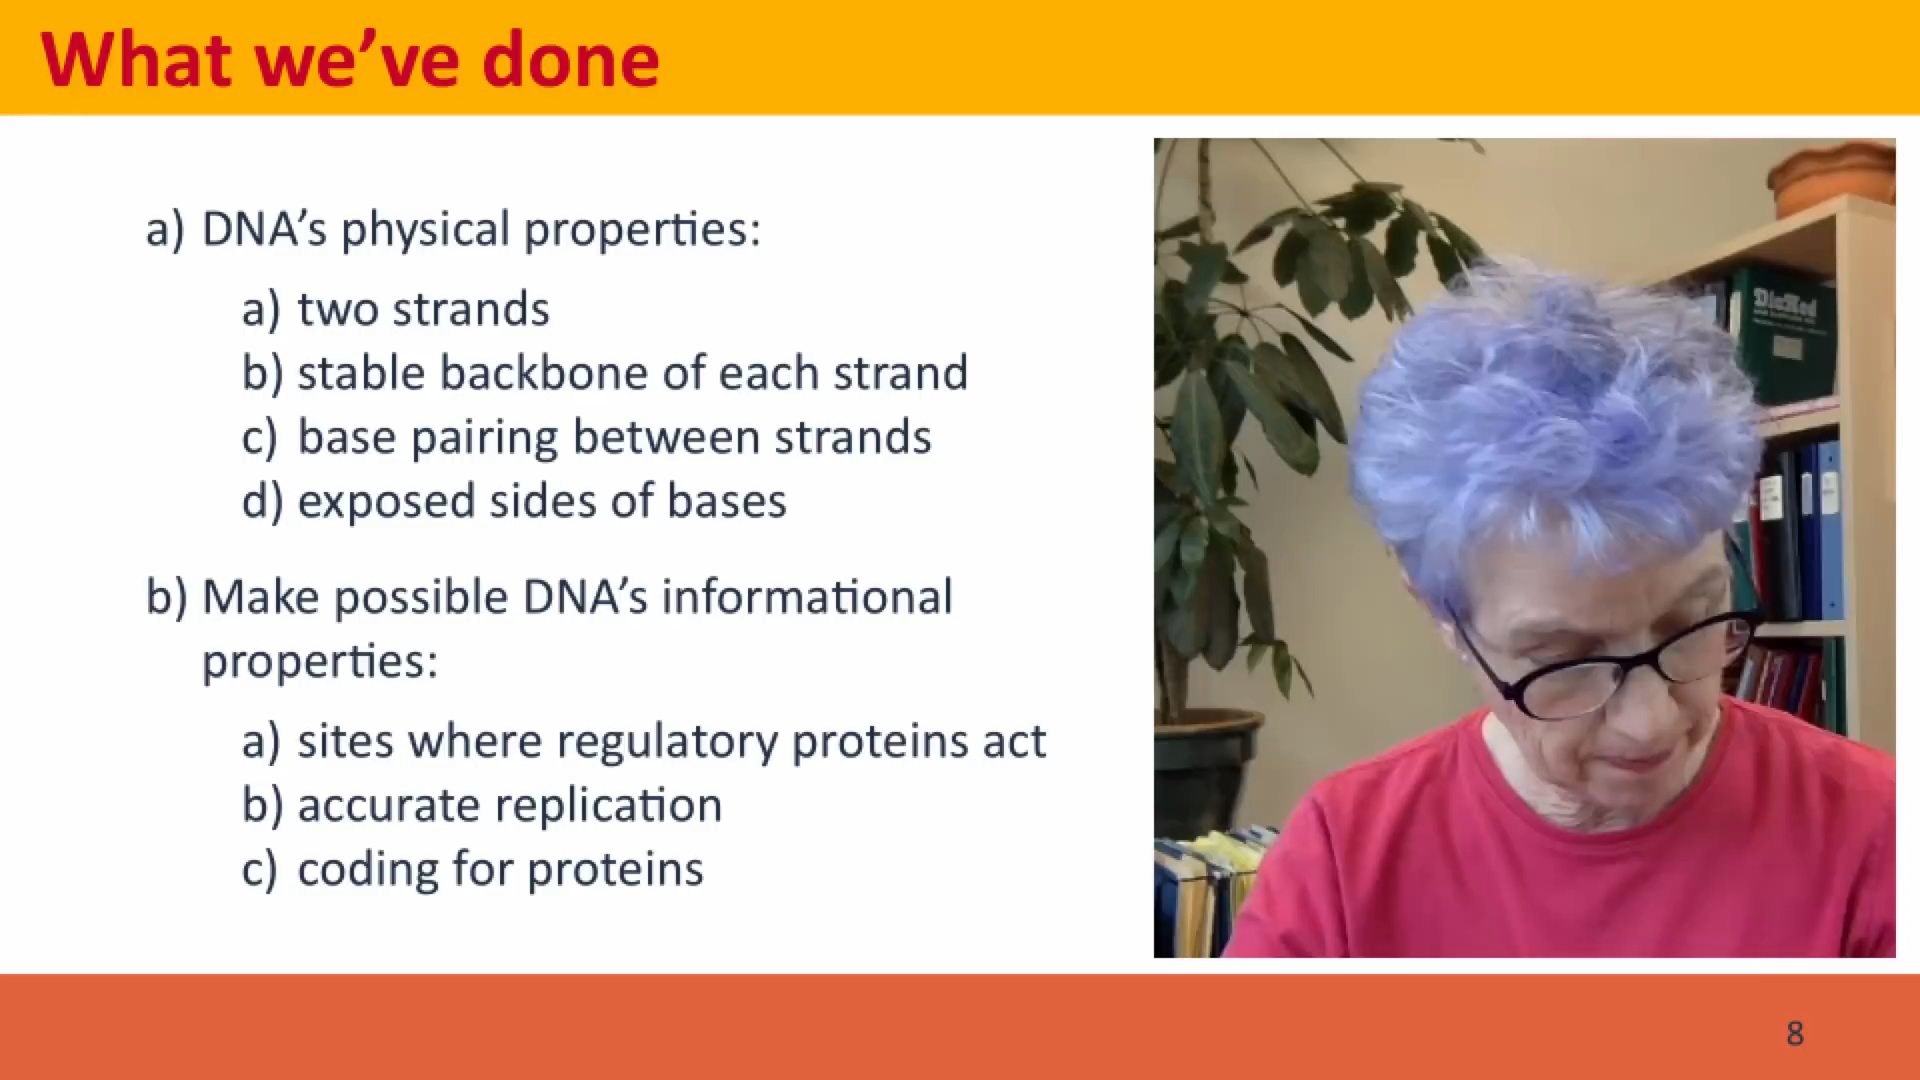 What we’ve done
a) DNA’s physical properties:
a) two strands
b) stable backbone of each strand
c) base pairing between strands
d) exposed sides of bases
b) Make possible DNA’s informational
properties:
a) sites where regulatory proteins act
b) accurate replication
c) coding for proteins
8